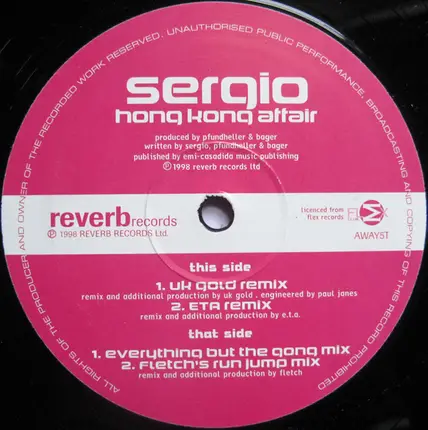 ALL RIGHTS OF THE PRODUCER AND OWNER OF THE RECORDED WORK RESERVED. UNAUTHORISED PUBLIC PERFORMANCE, BROADCASTING AND COPYING OF THIS RECORD PROHIBITED
sergio
hong kong affair
produced by pfundheller & bager
written by sergio, pfundheller & bager
published by emi-casadida music publishing
℗1998 reverb records ltd
reverbrecords
℗ 1998 REVERB RECORDS Ltd.
licenced from
flex records
AWAY5T
this side
1. UK GOLD REMIX
remix and additional production by uk gold . engineered by paul janes
2. ETA REMIX
remix and additional production by e.t.a.
that side
1. everything but the gong mix
2. Fletch's run jump mix
remix and additional production by fletch